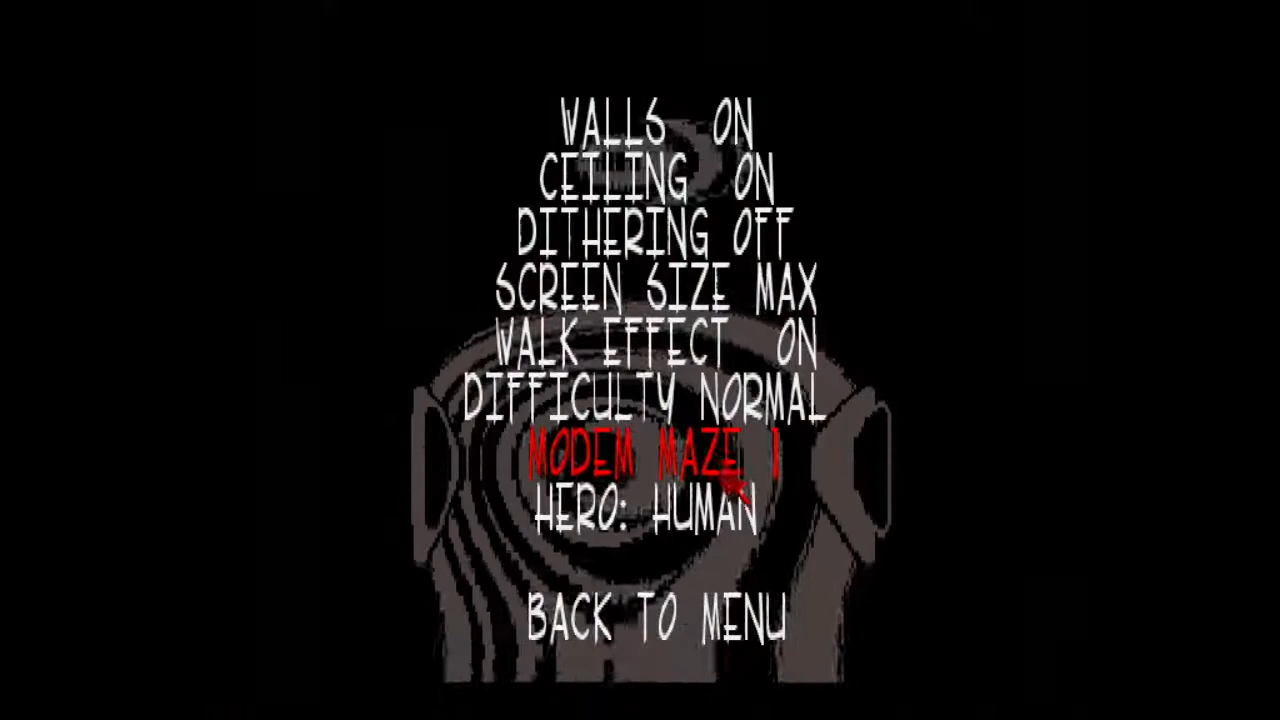 WALLS ON
CEILING ON
DITHERING OFF
SCREEN SIZE MAX
WALK EFFECT ON
DIFFICULTY NORMAL
MODEM MAZE 1
HERO: HUMAN
BACK TO MENU